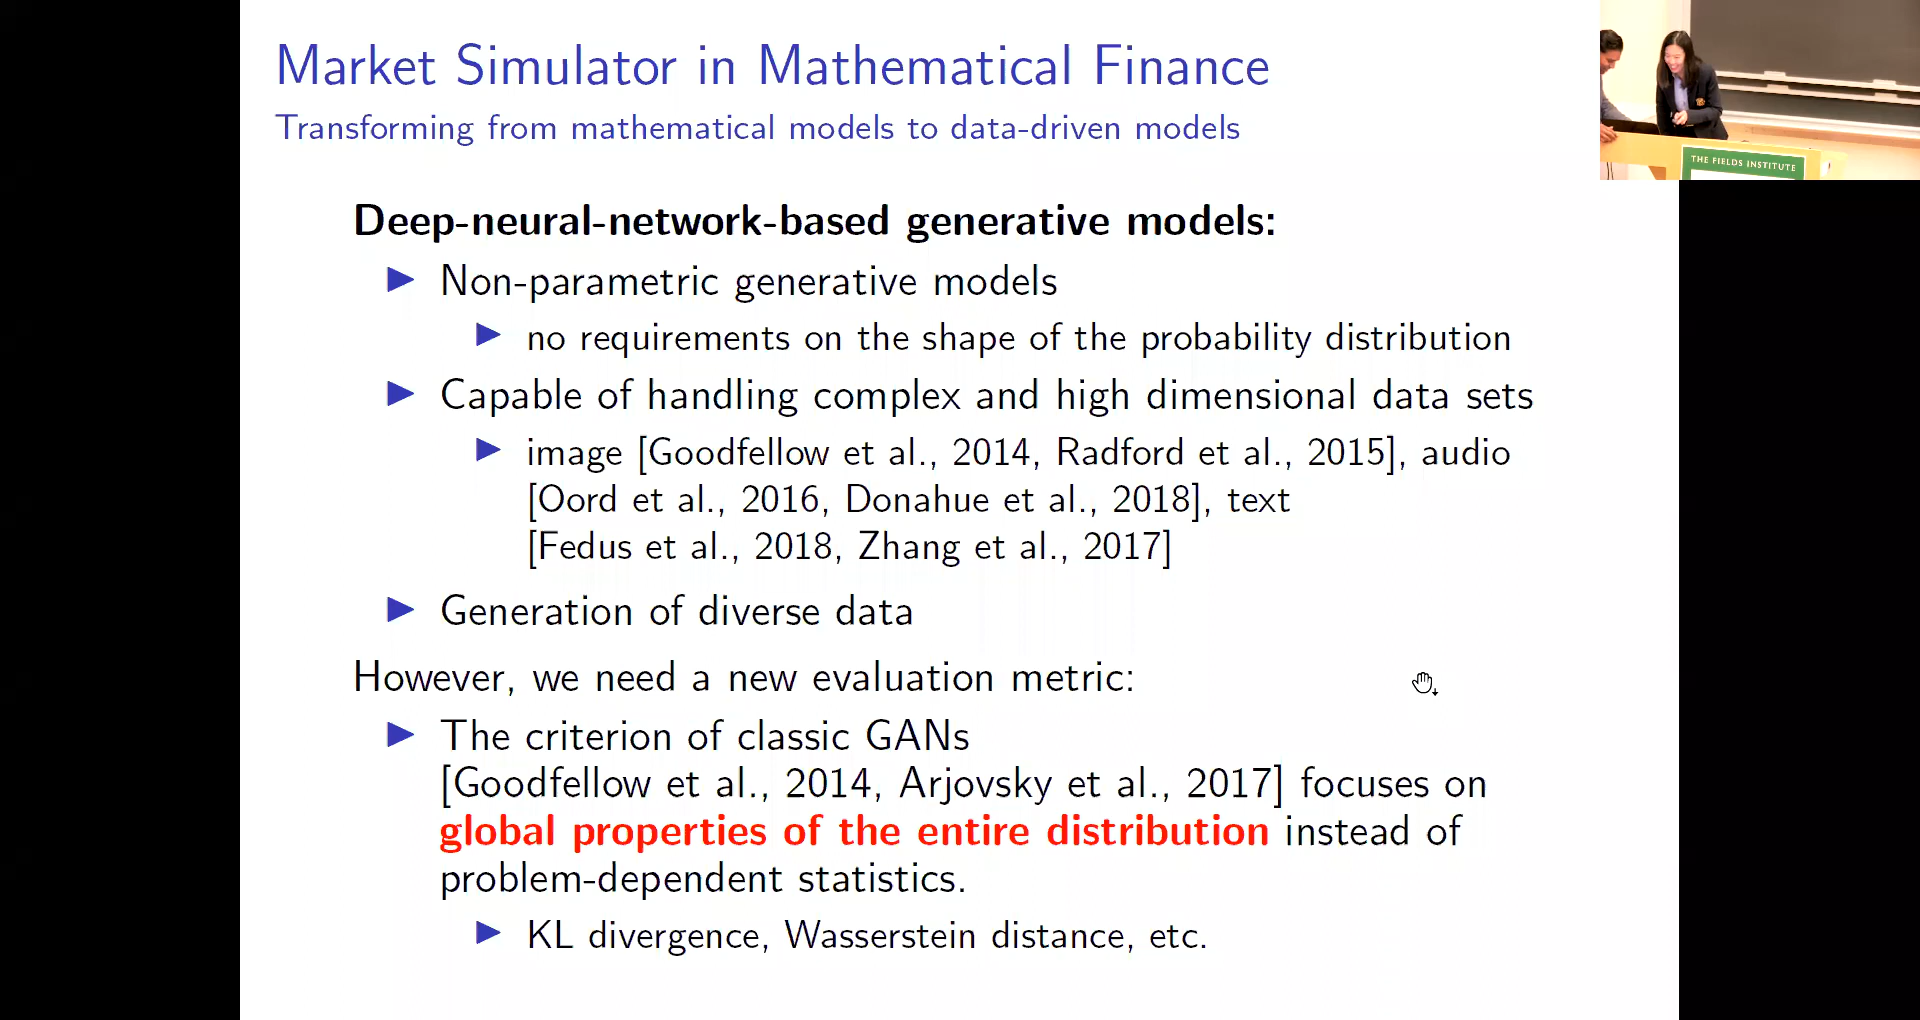 Market Simulator in Mathematical Finance
Transforming from mathematical models to data-driven models
THE FIELDS INSTITUTE
Deep-neural-network-based generative models:
Non-parametric generative models
no requirements on the shape of the probability distribution
Capable of handling complex and high dimensional data sets
image [Goodfellow et al., 2014, Radford et al., 2015], audio
[Oord et al., 2016, Donahue et al., 2018], text
[Fedus et al., 2018, Zhang et al., 2017]
Generation of diverse data
However, we need a new evaluation metric:
The criterion of classic GANs
[Goodfellow et al., 2014, Arjovsky et al., 2017] focuses on
global properties of the entire distribution instead of
problem-dependent statistics.
KL divergence, Wasserstein distance, etc.